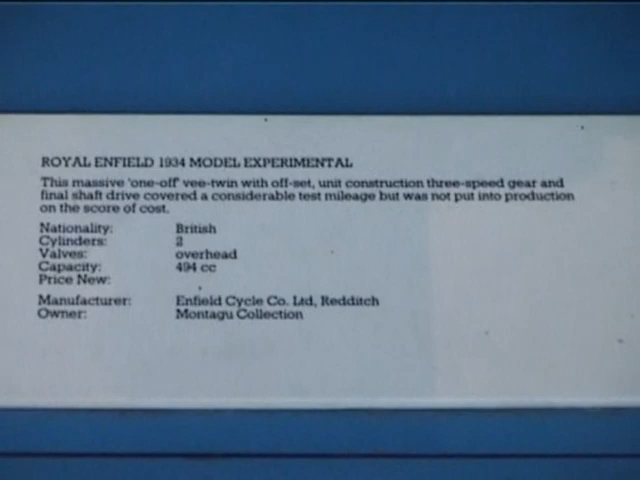 ROYAL ENFIELD 1934 MODEL EXPERIMENTAL
This massive 'one-off' vee-twin with off-set, unit construction three-speed gear and
final shaft drive covered a considerable test mileage but was not put into production
on the score of cost.
Nationality: British
Cylinders: 2
Valves: overhead
Capacity: 494 cc
Price New:
Manufacturer: Enfield Cycle Co. Ltd, Redditch
Owner: Montagu Collection